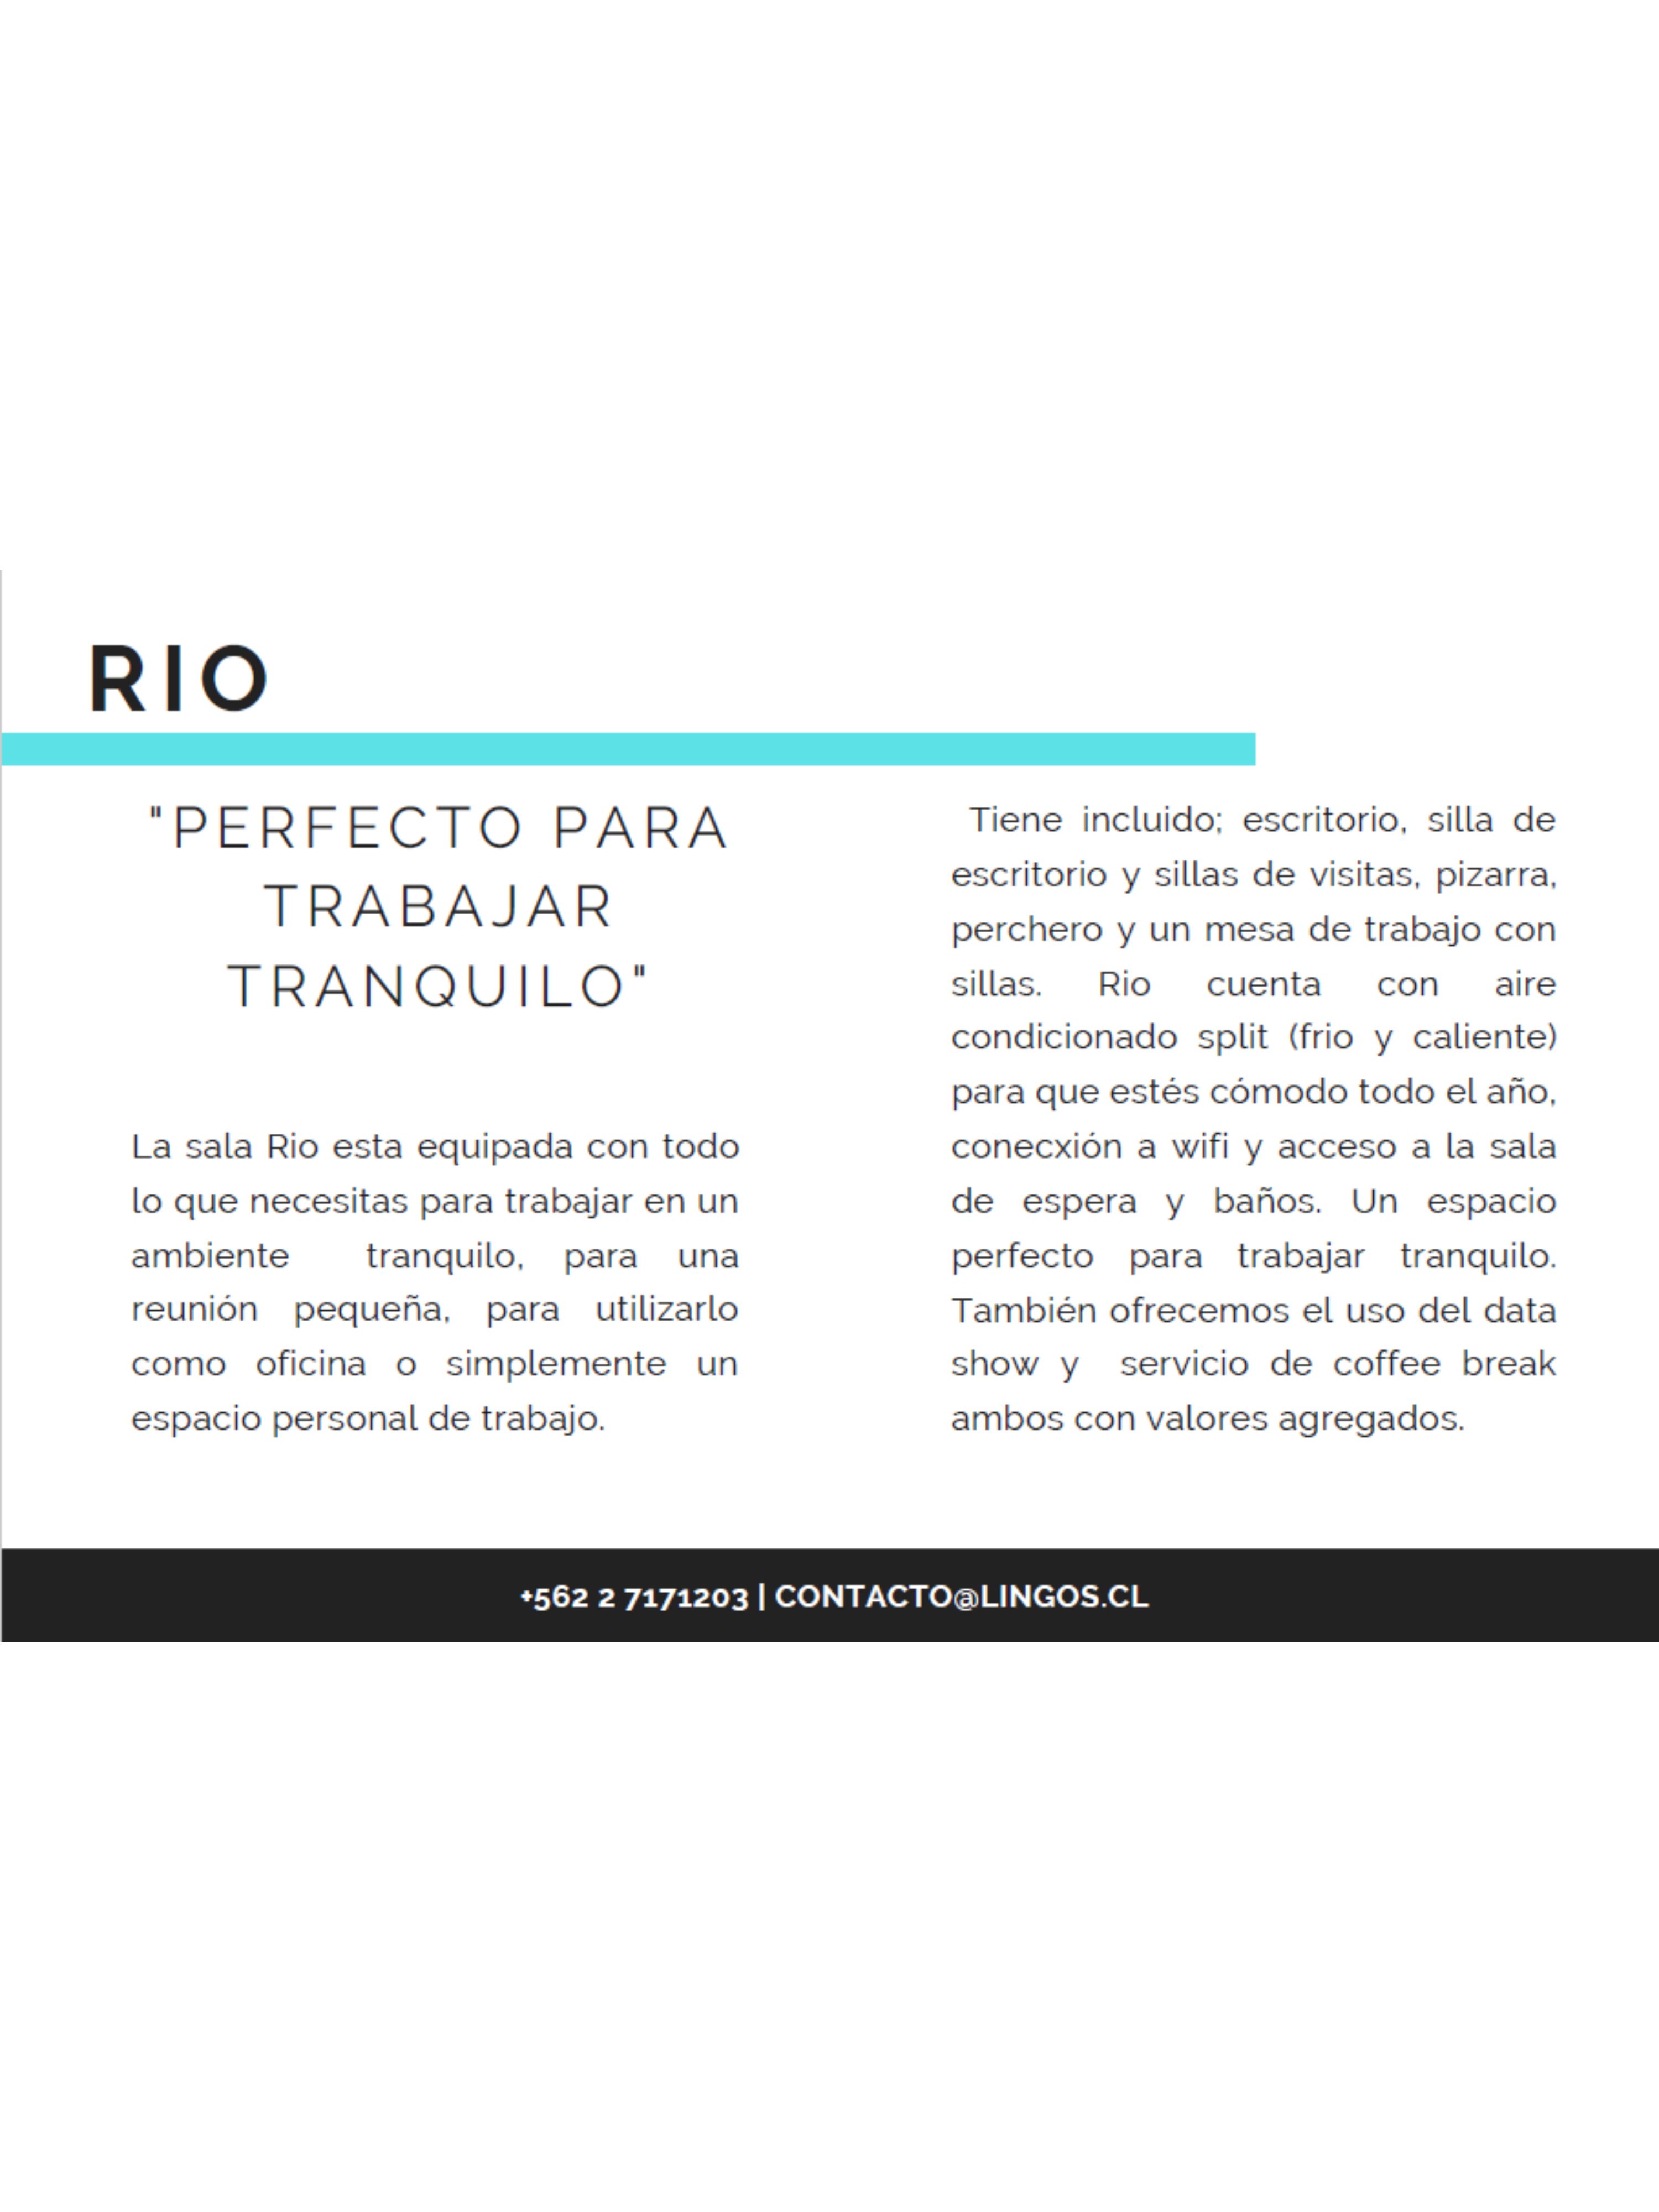 RIO
"PERFECTO PARA
TRABAJAR
TRANQUILO"
La sala Rio esta equipada con todo
lo que necesitas para trabajar en un
ambiente tranquilo, para una
reunión pequeña, para utilizarlo
como oficina o simplemente un
espacio personal de trabajo.
Tiene incluido; escritorio, silla de
escritorio y sillas de visitas, pizarra,
perchero y un mesa de trabajo con
sillas. Rio cuenta con aire
condicionado split (frio y caliente)
para que estés cómodo todo el año,
conecxión a wifi y acceso a la sala
de espera y baños. Un espacio
perfecto para trabajar tranquilo.
También ofrecemos el uso del data
show y servicio de coffee break
ambos con valores agregados.
+562 2 7171203 | CONTACTO@LINGOS.CL